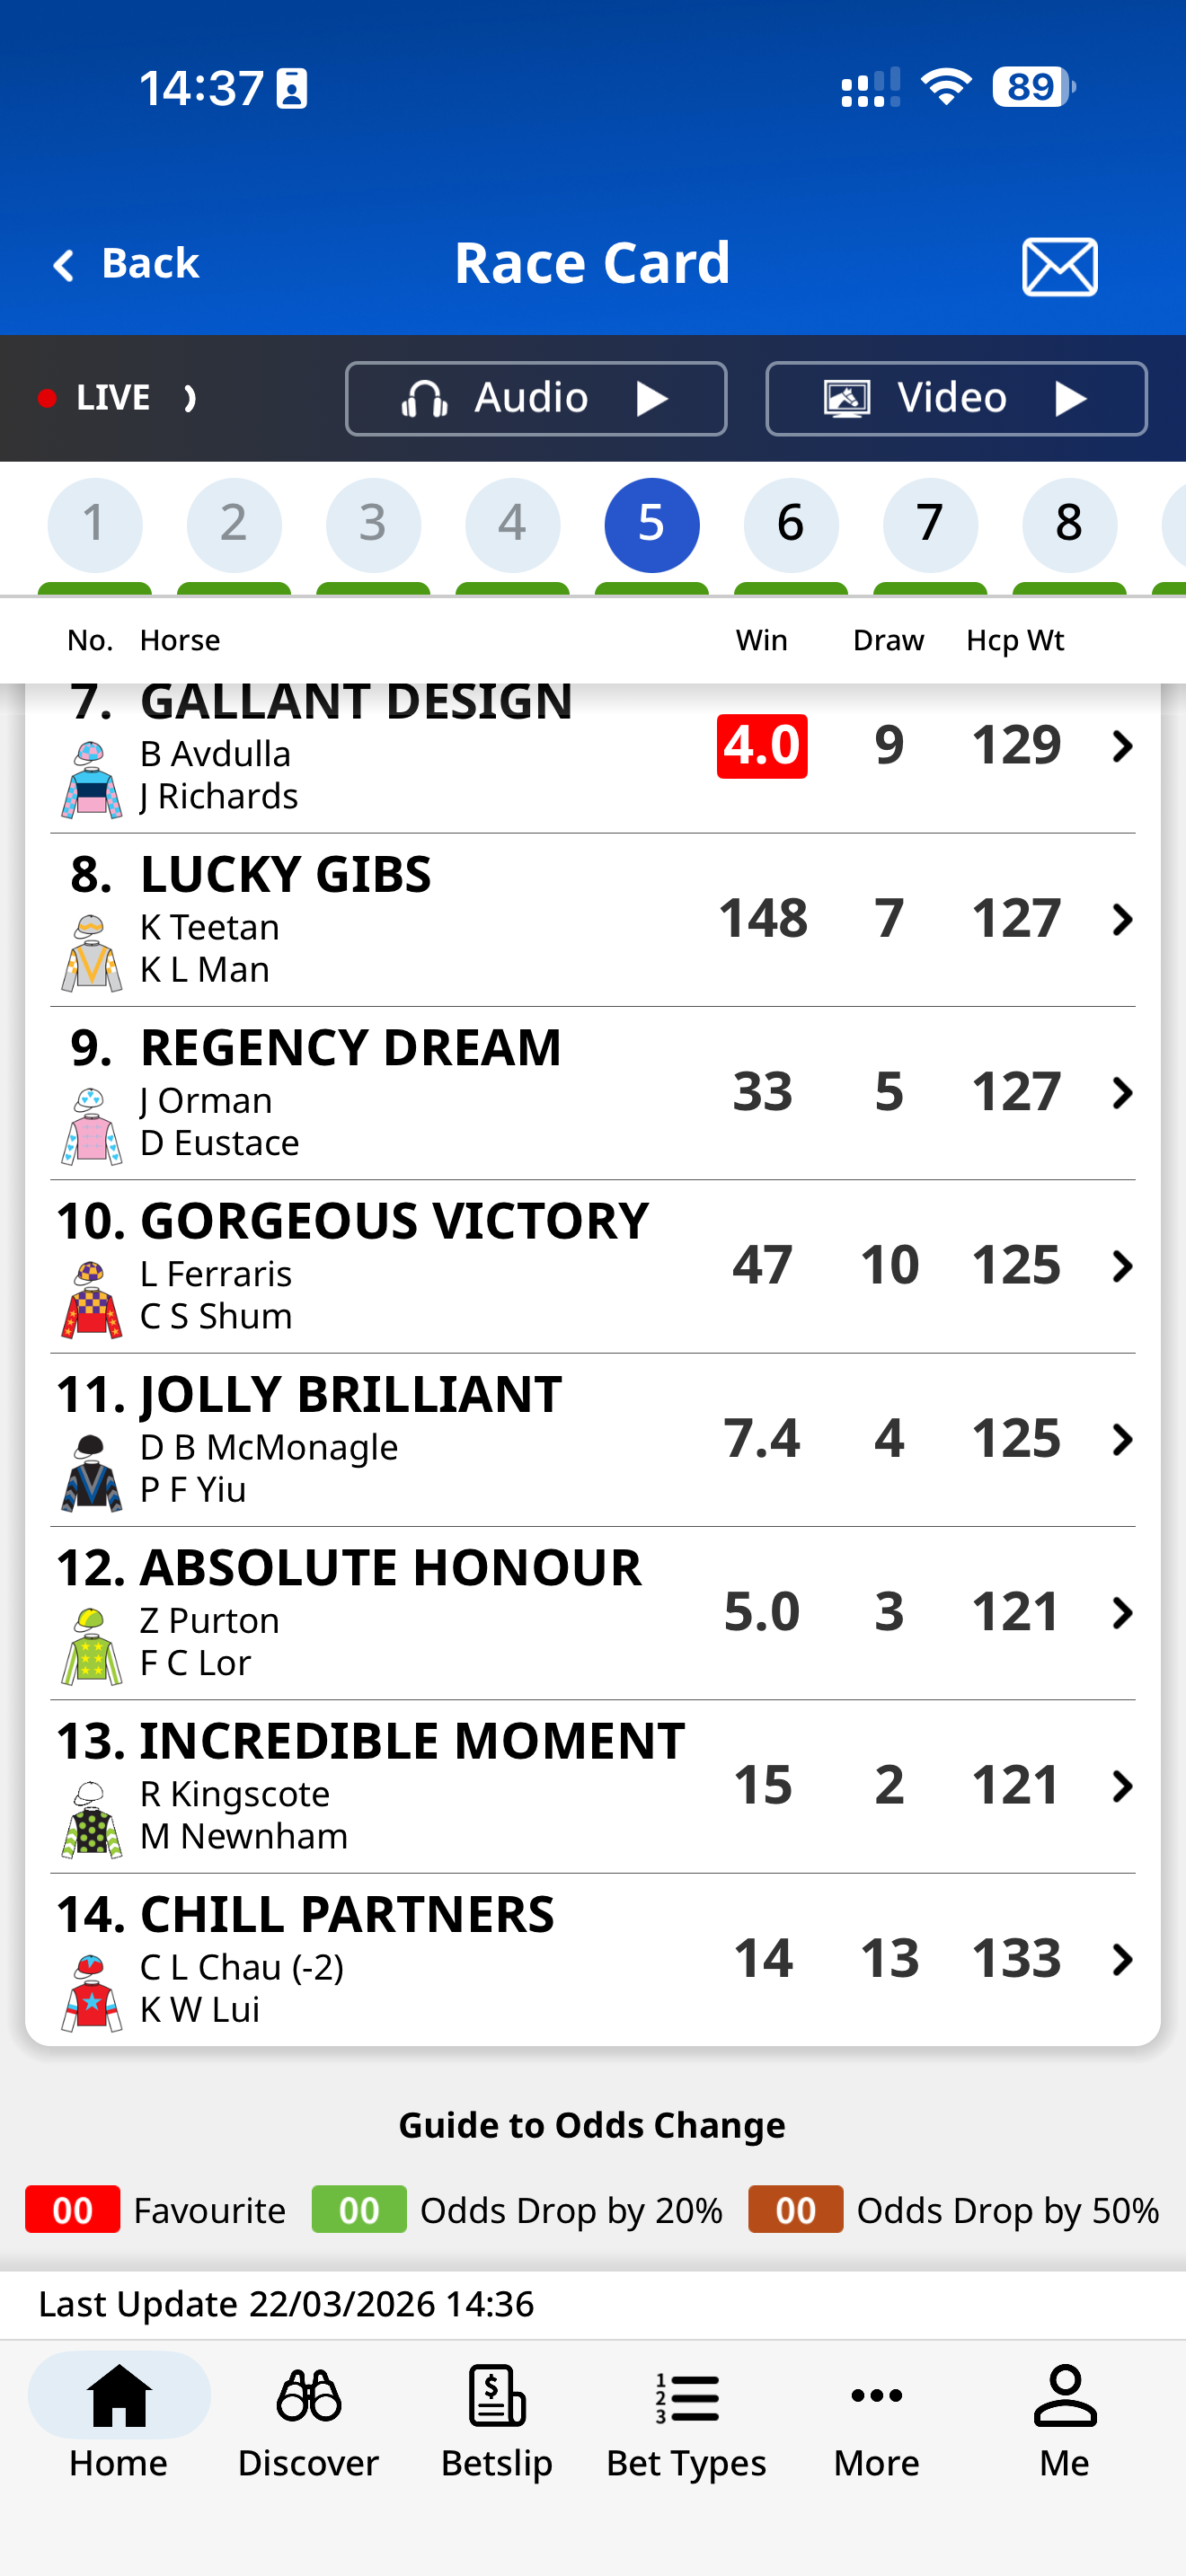 14:37
89
Back
Race Card
LIVE
Audio
Video
1 2 3 4 5 6 7 8
No. Horse Win Draw Hcp Wt
7. GALLANT DESIGN
B Avdulla
J Richards
4.0 9 129
8. LUCKY GIBS
K Teetan
K L Man
148 7 127
9. REGENCY DREAM
J Orman
D Eustace
33 5 127
10. GORGEOUS VICTORY
L Ferraris
C S Shum
47 10 125
11. JOLLY BRILLIANT
D B McMonagle
P F Yiu
7.4 4 125
12. ABSOLUTE HONOUR
Z Purton
F C Lor
5.0 3 121
13. INCREDIBLE MOMENT
R Kingscote
M Newnham
15 2 121
14. CHILL PARTNERS
C L Chau (-2)
K W Lui
14 13 133
Guide to Odds Change
00 Favourite 00 Odds Drop by 20% 00 Odds Drop by 50%
Last Update 22/03/2026 14:36
Home Discover Betslip Bet Types More Me